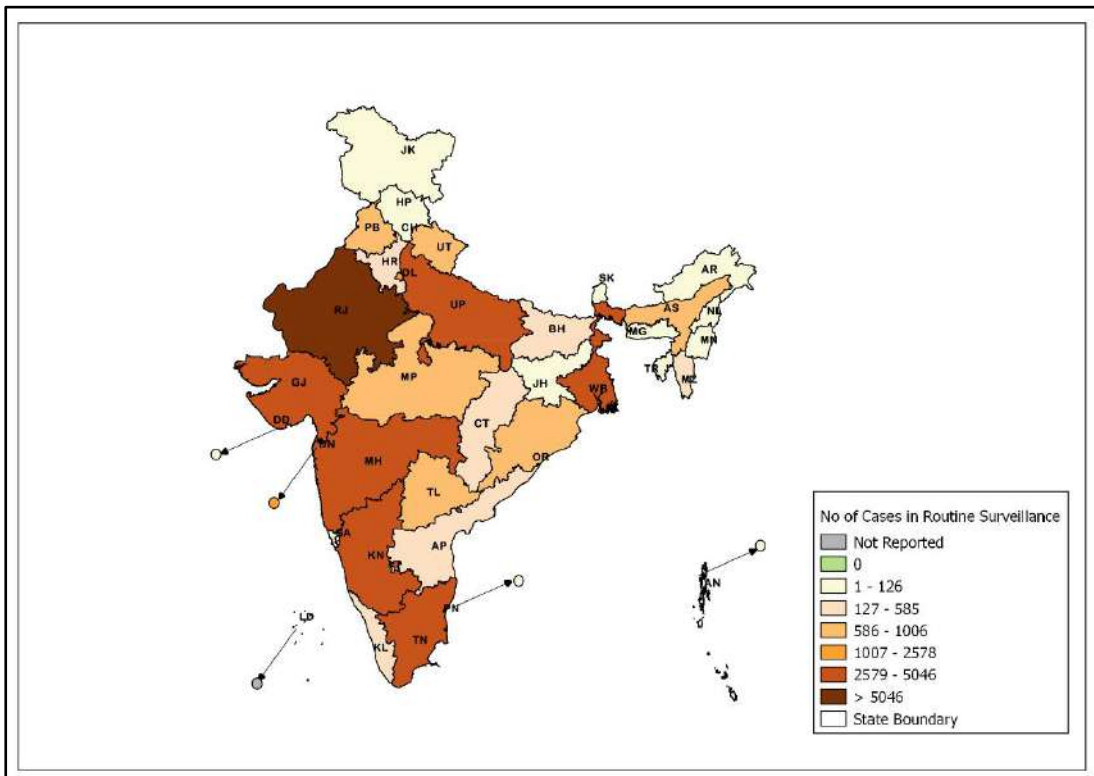 JK
HP
CH
PB
UT
HR
DL
SK
AR
RJ
UP
AS
NL
BH
MG
MN
TR
MZ
GJ
MP
JH
WB
DD
CT
DN
MH
OR
TL
GA
AP
KN
AN
PN
LD
TN
KL
No of Cases in Routine Surveillance
Not Reported
0
1 - 126
127 - 585
586 - 1006
1007 - 2578
2579 - 5046
> 5046
State Boundary